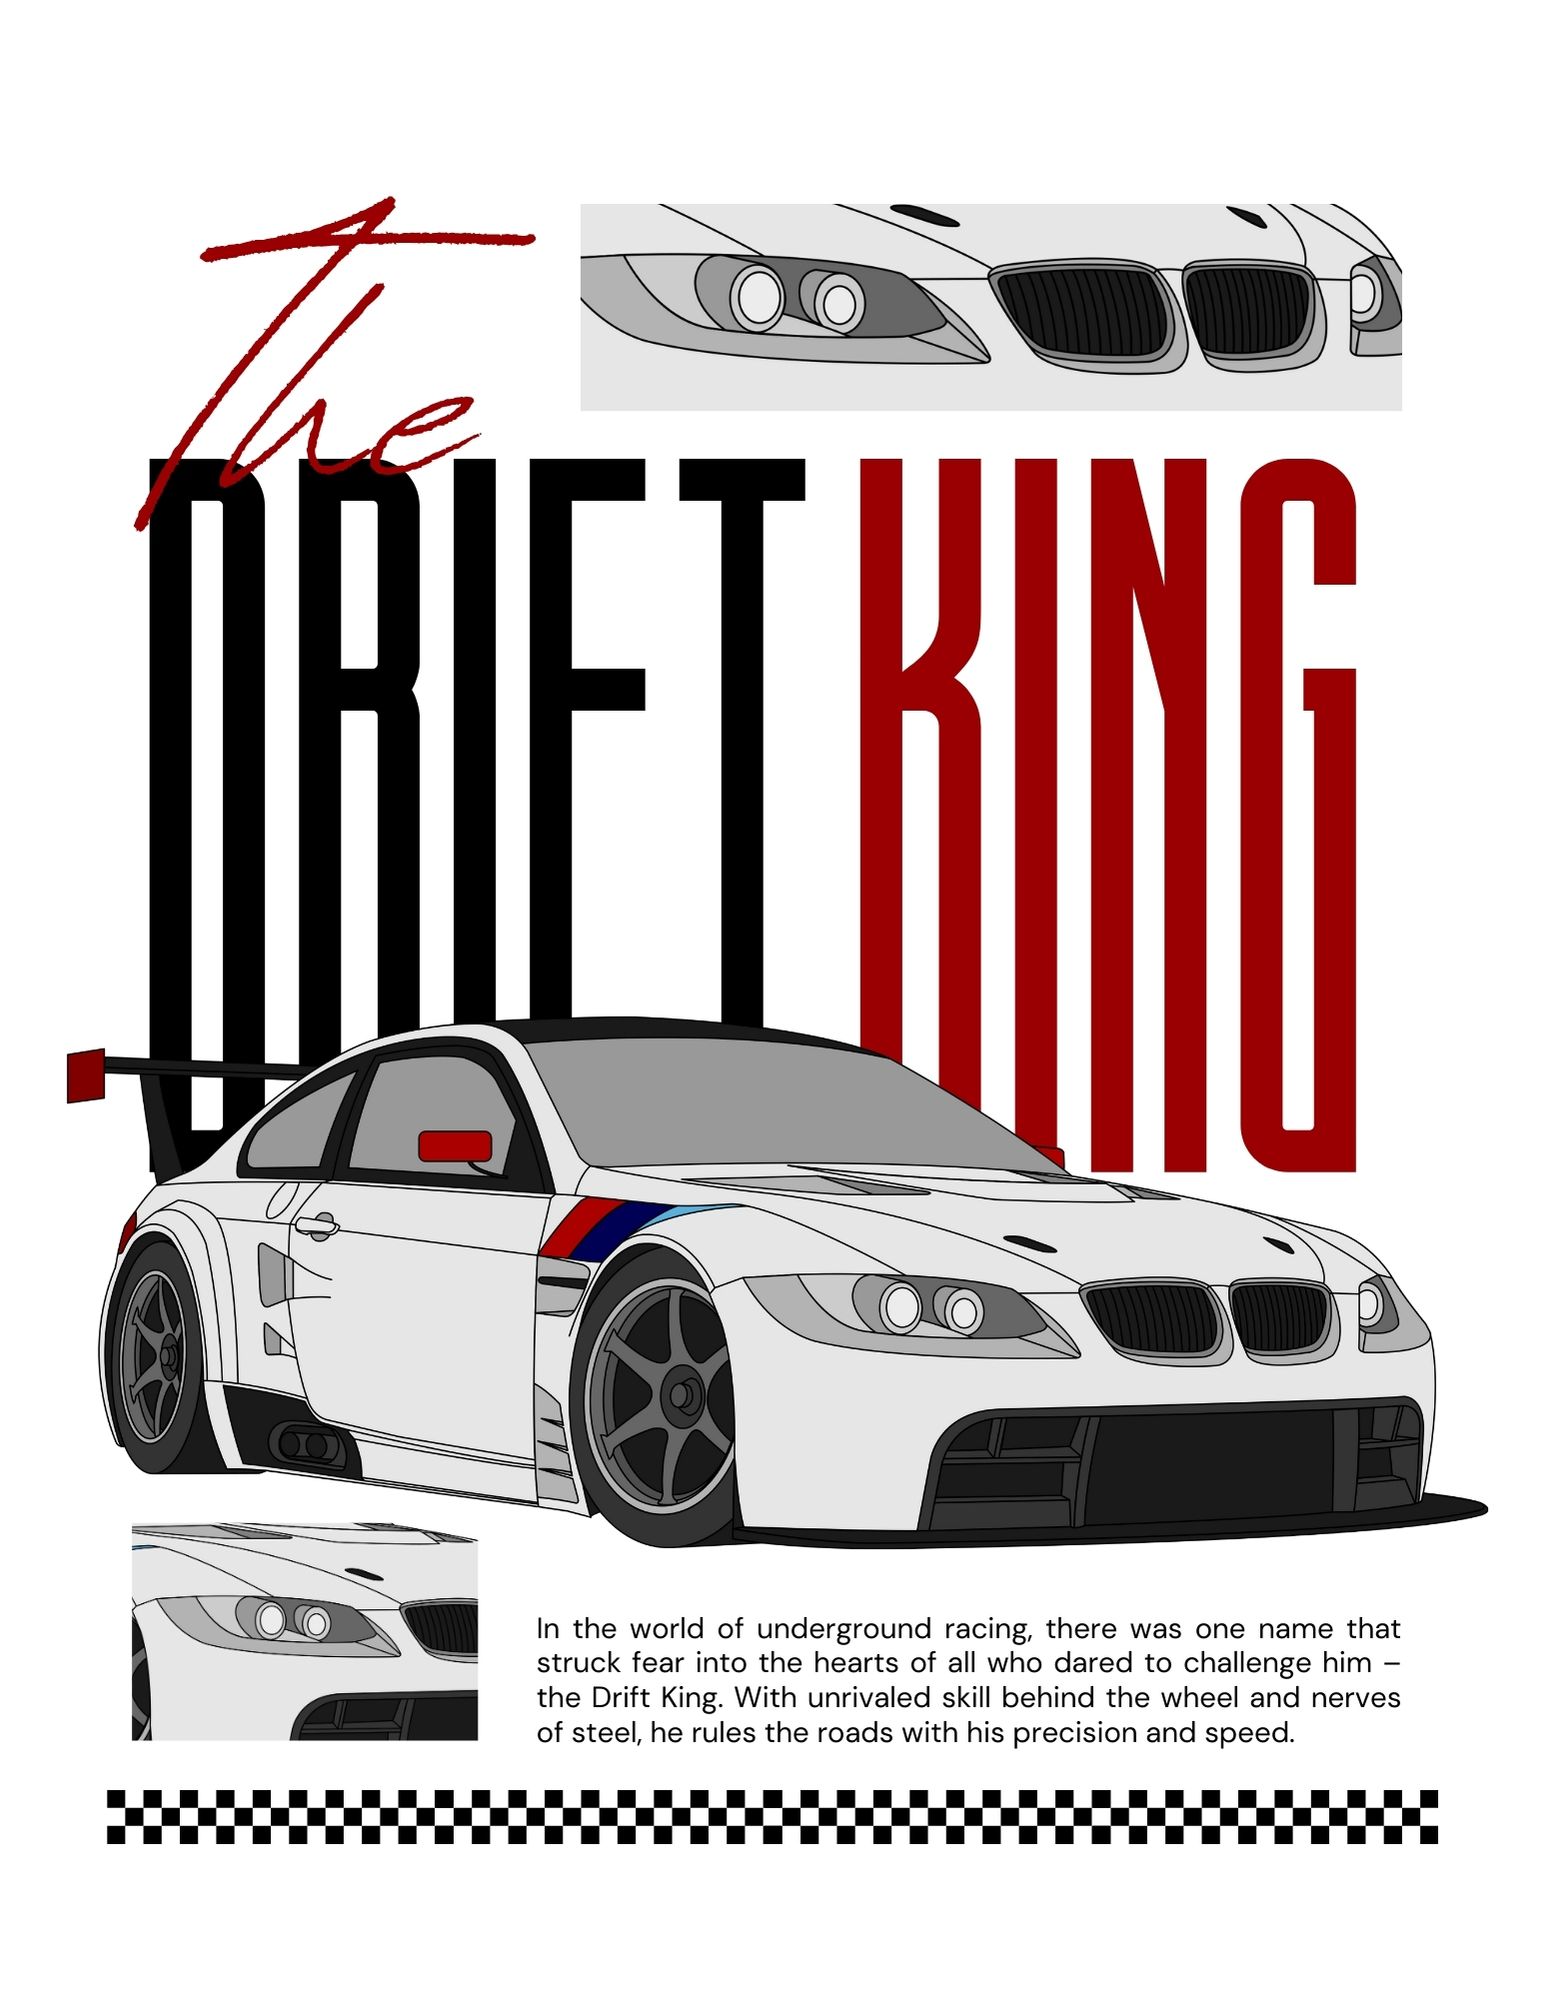 The
DRIFT KING
In the world of underground racing, there was one name that
struck fear into the hearts of all who dared to challenge him –
the Drift King. With unrivaled skill behind the wheel and nerves
of steel, he rules the roads with his precision and speed.